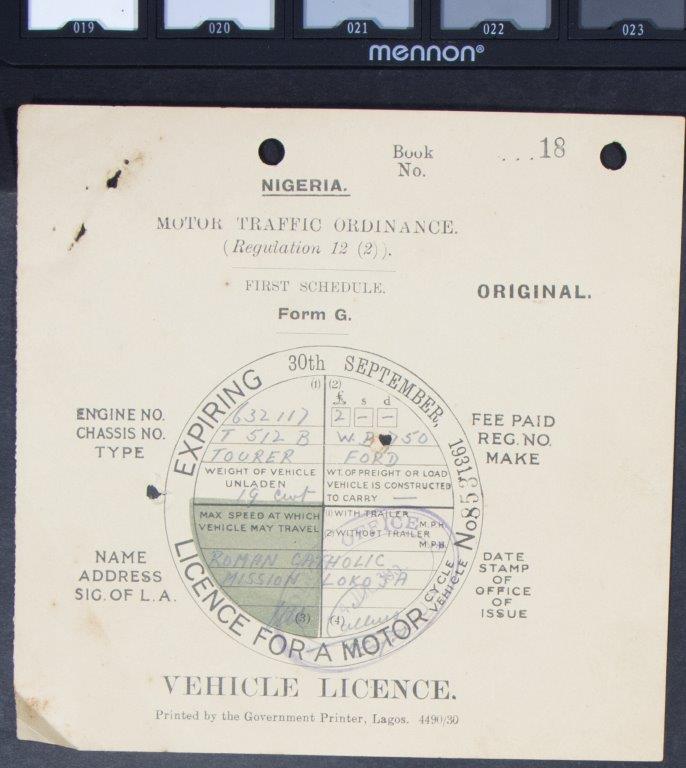 019 020 021 022 023
mennon®
Book
No.
...18
NIGERIA.
MOTOR TRAFFIC ORDINANCE.
(Regulation 12 (2)).
FIRST SCHEDULE.
ORIGINAL.
Form G.
EXPIRING 30th SEPTEMBER, 1931
(1) (2)
£ s d
ENGINE NO. 632117 2 — — FEE PAID
CHASSIS NO. T 512 B REG. NO.
TYPE TOURER FORD MAKE
WEIGHT OF VEHICLE
UNLADEN
19 cwt
WT. OF FREIGHT OR LOAD
VEHICLE IS CONSTRUCTED
TO CARRY —
MAX SPEED AT WHICH
VEHICLE MAY TRAVEL
(1) WITH TRAILER
M.P.H.
(2) WITHOUT TRAILER
M.P.H.
OFFICE
NAME ROMAN CATHOLIC
ADDRESS MISSION LOKOJA
SIG. OF L.A.
DATE
STAMP
OF
OFFICE
OF
ISSUE
(3) (4)
LICENCE FOR A MOTOR CYCLE VEHICLE No
VEHICLE LICENCE.
Printed by the Government Printer, Lagos. 4490/30